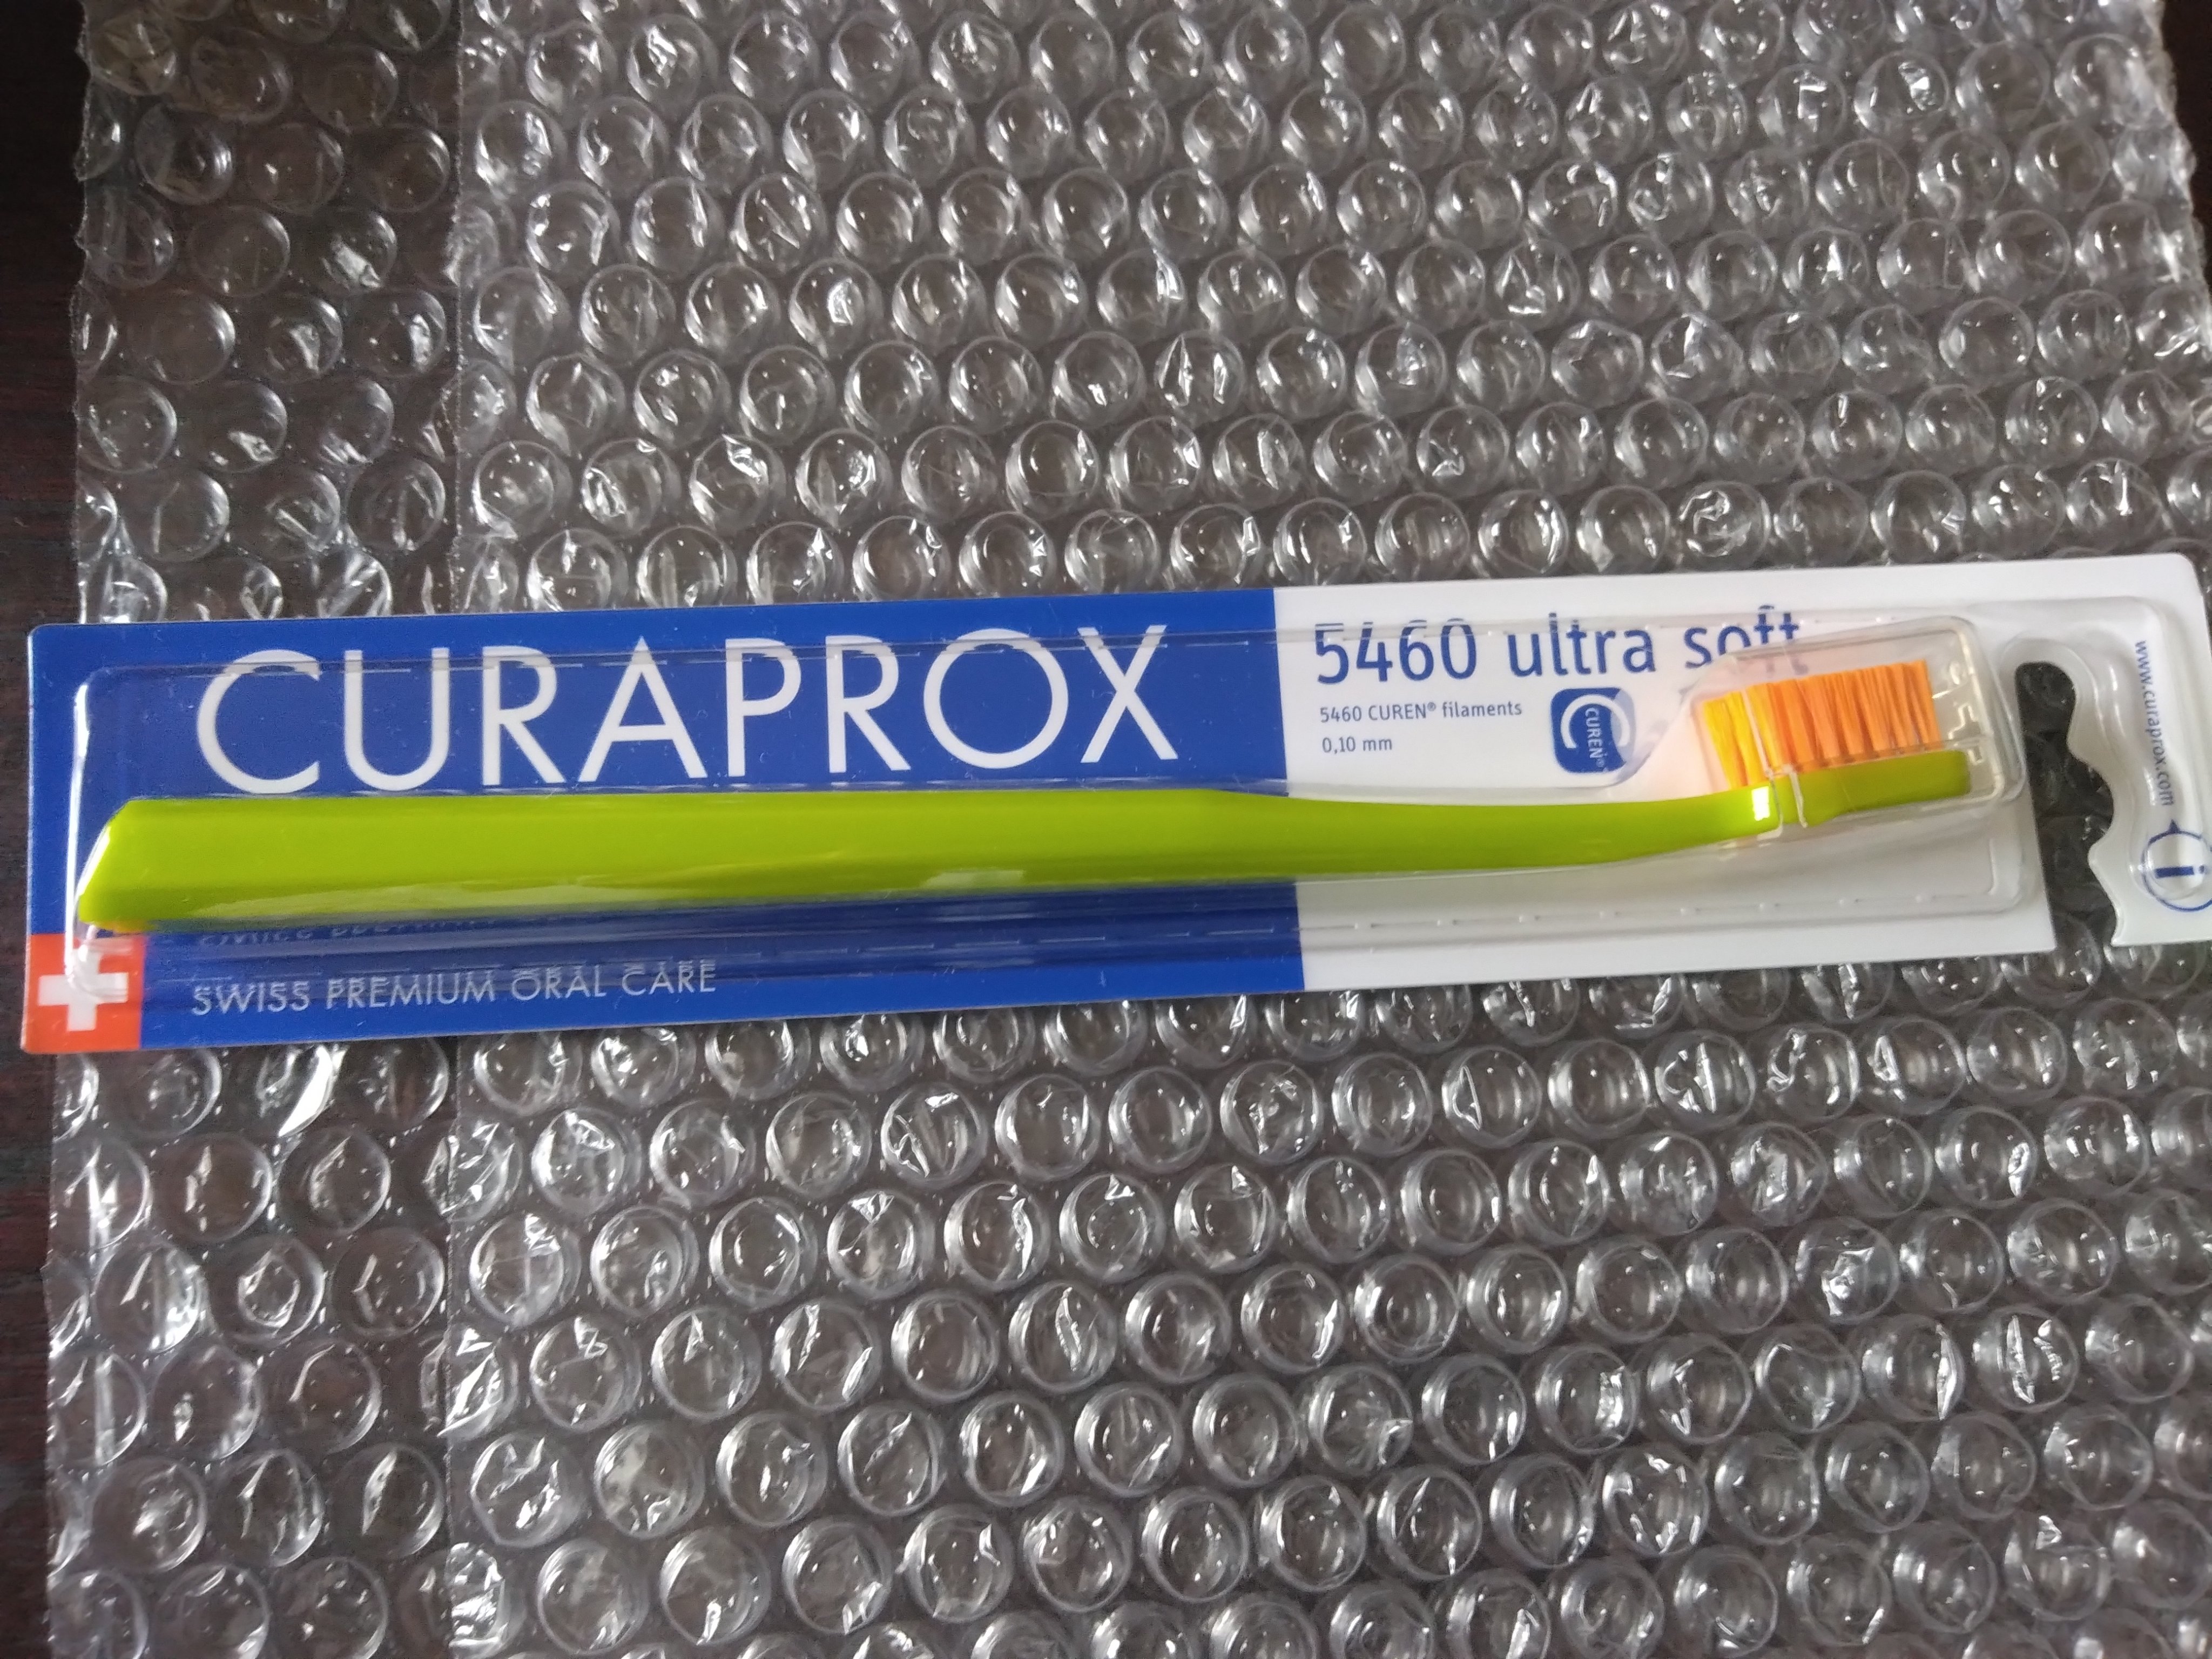 CURAPROX
5460 ultra soft
5460 CUREN® filaments
0,10 mm
CUREN®
SWISS PREMIUM ORAL CARE
www.curaprox.com
i